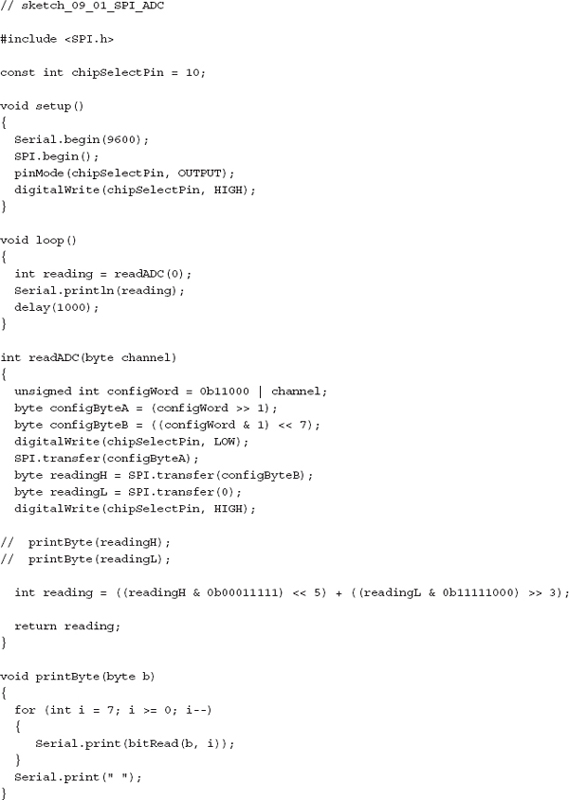 // sketch_09_01_SPI_ADC

#include <SPI.h>

const int chipSelectPin = 10;

void setup()
{
  Serial.begin(9600);
  SPI.begin();
  pinMode(chipSelectPin, OUTPUT);
  digitalWrite(chipSelectPin, HIGH);
}

void loop()
{
  int reading = readADC(0);
  Serial.println(reading);
  delay(1000);
}

int readADC(byte channel)
{
  unsigned int configWord = 0b11000 | channel;
  byte configByteA = (configWord >> 1);
  byte configByteB = ((configWord & 1) << 7);
  digitalWrite(chipSelectPin, LOW);
  SPI.transfer(configByteA);
  byte readingH = SPI.transfer(configByteB);
  byte readingL = SPI.transfer(0);
  digitalWrite(chipSelectPin, HIGH);

//  printByte(readingH);
//  printByte(readingL);

  int reading = ((readingH & 0b00011111) << 5) + ((readingL & 0b11111000) >> 3);

  return reading;
}

void printByte(byte b)
{
  for (int i = 7; i >= 0; i--)
  {
    Serial.print(bitRead(b, i));
  }
  Serial.print(" ");
}